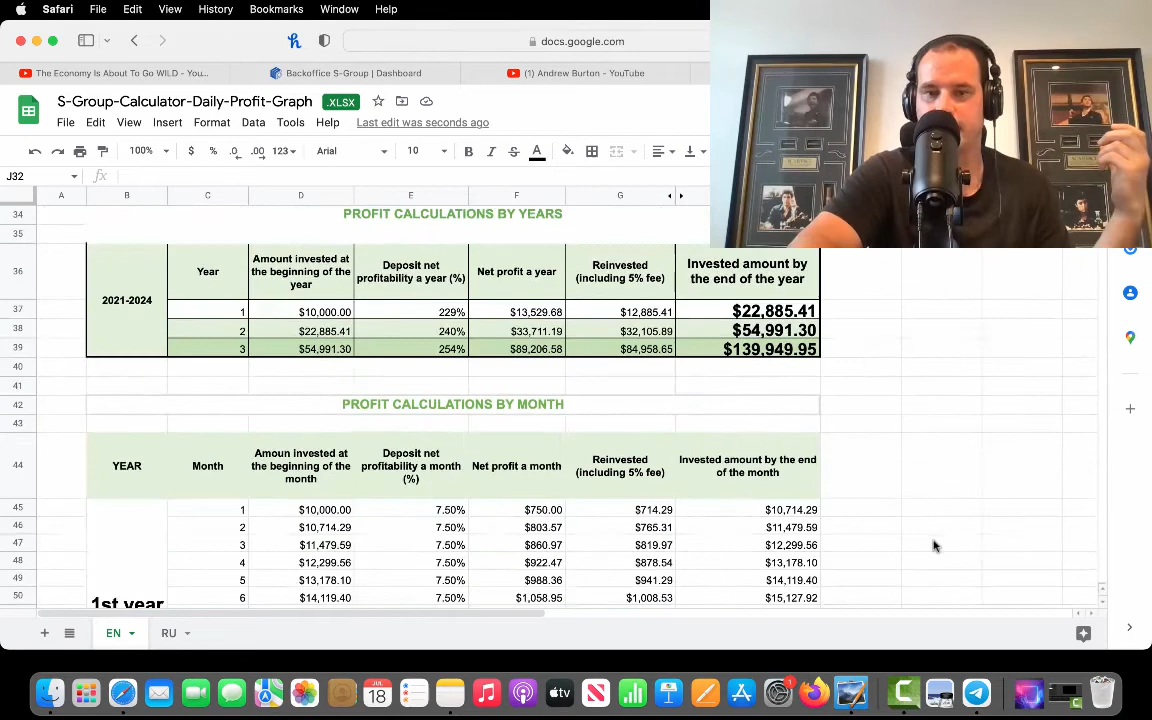 Safari File Edit View History Bookmarks Window Help
docs.google.com
The Economy Is About To Go WILD - You... Backoffice S-Group | Dashboard (1) Andrew Burton - YouTube
S-Group-Calculator-Daily-Profit-Graph .XLSX
File Edit View Insert Format Data Tools Help Last edit was seconds ago
100% $ % .0 .00 123 Arial 10 B I S A
J32 fx
A B C D E F G
34 PROFIT CALCULATIONS BY YEARS
35
36 2021-2024 Year Amount invested at the beginning of the year Deposit net profitability a year (%) Net profit a year Reinvested (including 5% fee) Invested amount by the end of the year
37 1 $10,000.00 229% $13,529.68 $12,885.41 $22,885.41
38 2 $22,885.41 240% $33,711.19 $32,105.89 $54,991.30
39 3 $54,991.30 254% $89,206.58 $84,958.65 $139,949.95
40
41
42 PROFIT CALCULATIONS BY MONTH
43
44 YEAR Month Amoun invested at the beginning of the month Deposit net profitability a month (%) Net profit a month Reinvested (including 5% fee) Invested amount by the end of the month
45 1 $10,000.00 7.50% $750.00 $714.29 $10,714.29
46 2 $10,714.29 7.50% $803.57 $765.31 $11,479.59
47 3 $11,479.59 7.50% $860.97 $819.97 $12,299.56
48 4 $12,299.56 7.50% $922.47 $878.54 $13,178.10
49 5 $13,178.10 7.50% $988.36 $941.29 $14,119.40
50 1st year 6 $14,119.40 7.50% $1,058.95 $1,008.53 $15,127.92
EN RU
JUL
18
tv
1